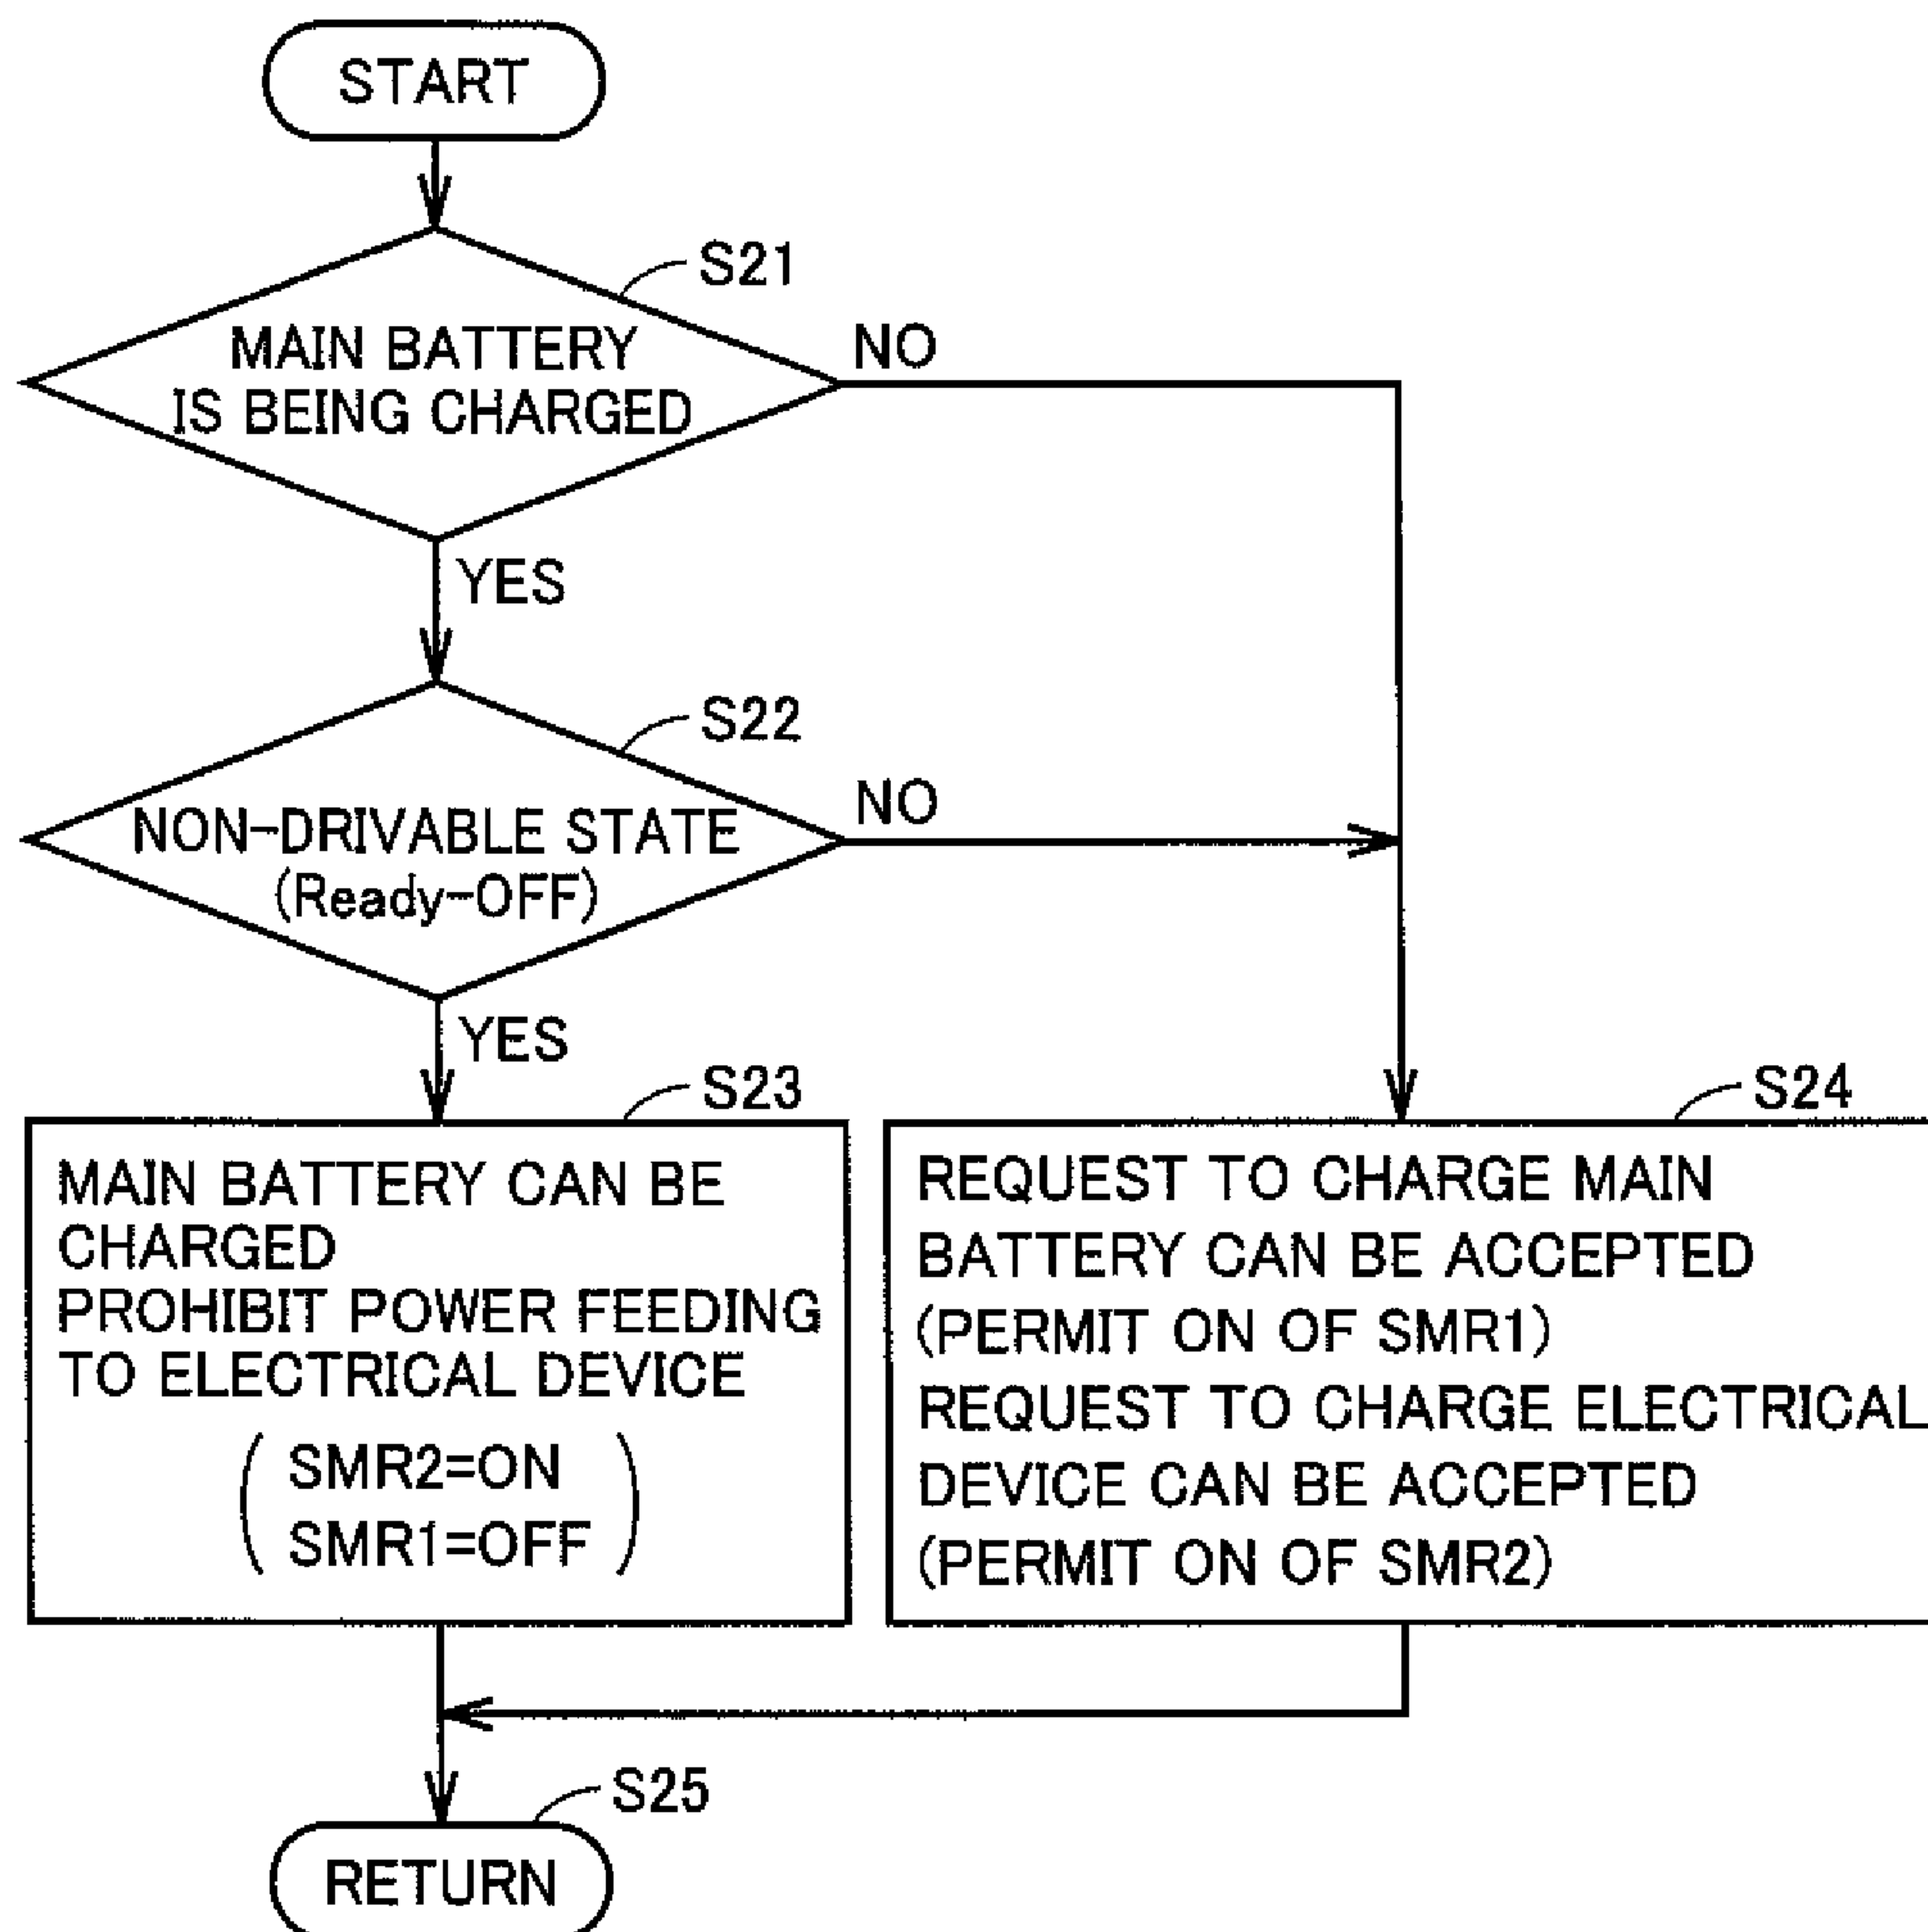 START
S21
MAIN BATTERY
IS BEING CHARGED
NO
YES
S22
NON-DRIVABLE STATE
(Ready-OFF)
NO
YES
S23
MAIN BATTERY CAN BE
CHARGED
PROHIBIT POWER FEEDING
TO ELECTRICAL DEVICE
( SMR2=ON
SMR1=OFF )
S24
REQUEST TO CHARGE MAIN
BATTERY CAN BE ACCEPTED
(PERMIT ON OF SMR1)
REQUEST TO CHARGE ELECTRICAL
DEVICE CAN BE ACCEPTED
(PERMIT ON OF SMR2)
S25
RETURN